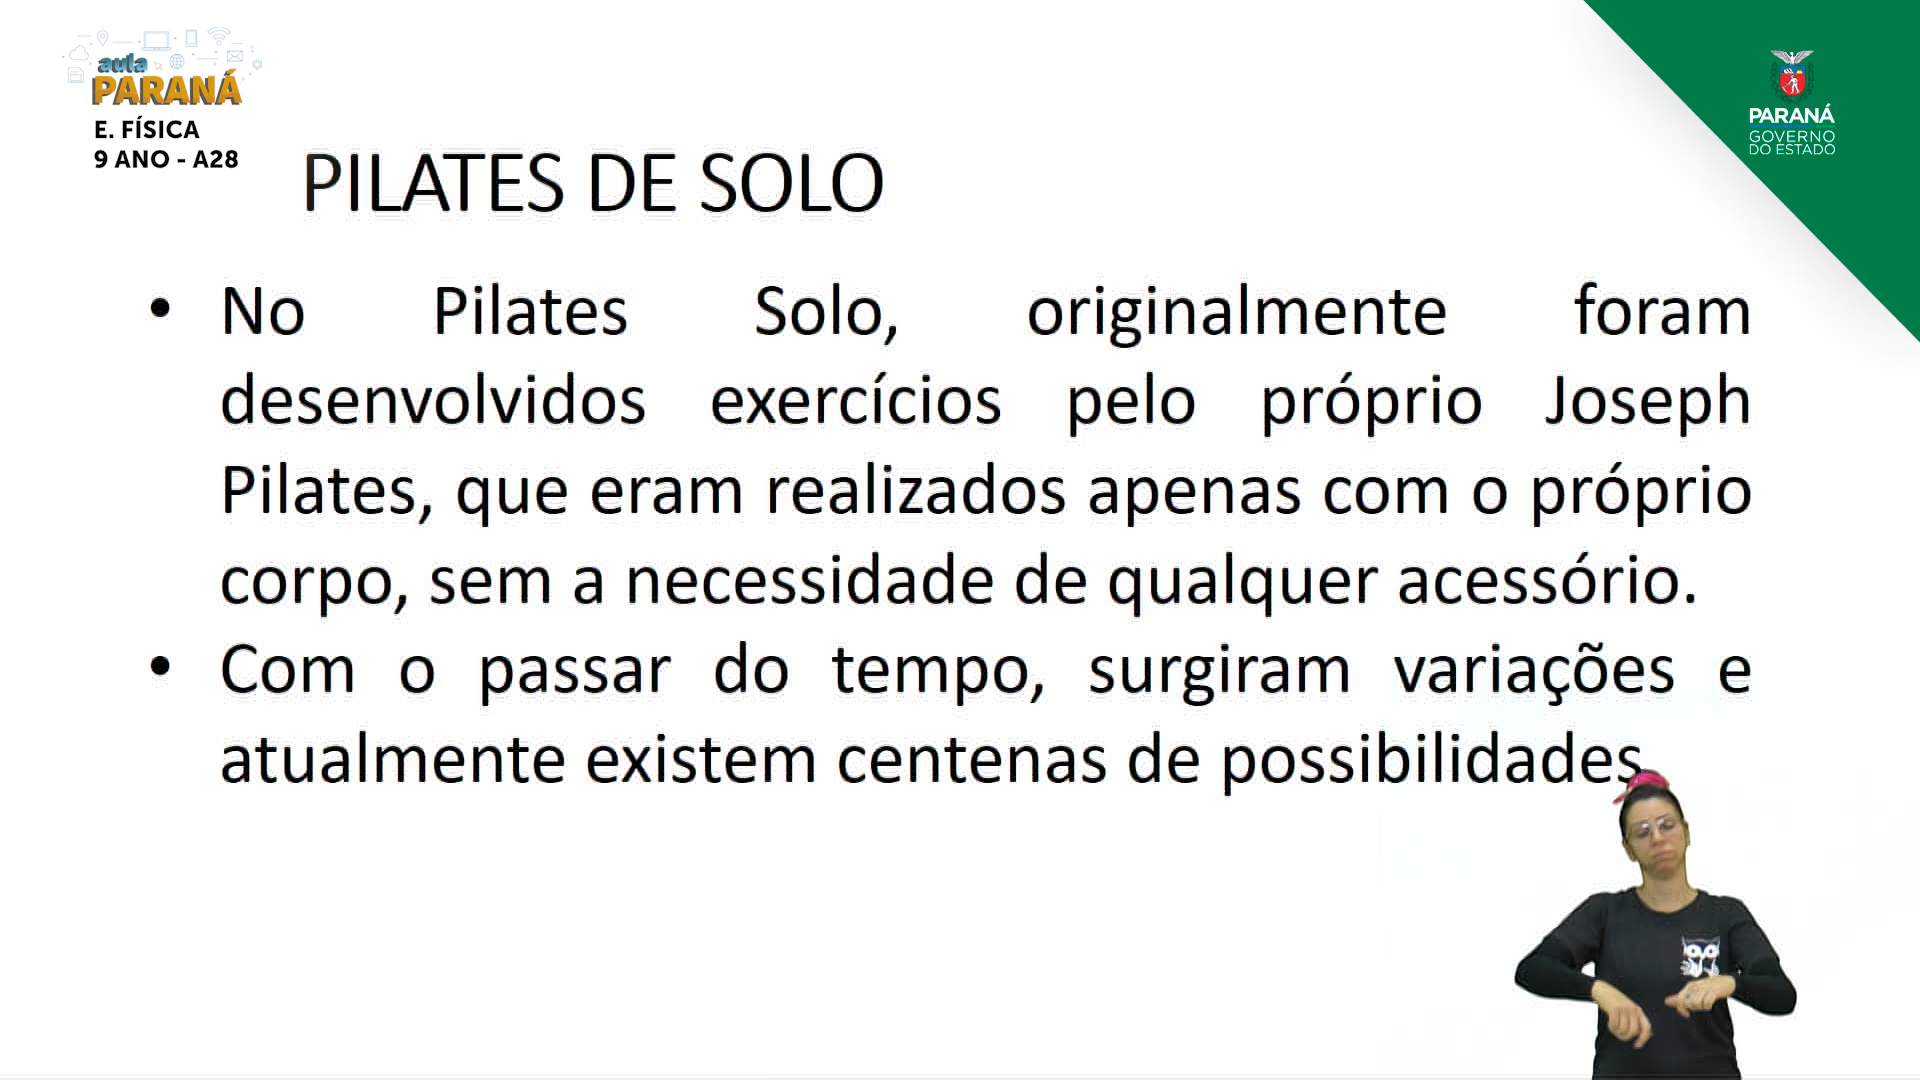 aula
PARANÁ
E. FÍSICA
9 ANO - A28
PARANÁ
GOVERNO
DO ESTADO
PILATES DE SOLO
• No Pilates Solo, originalmente foram
desenvolvidos exercícios pelo próprio Joseph
Pilates, que eram realizados apenas com o próprio
corpo, sem a necessidade de qualquer acessório.
• Com o passar do tempo, surgiram variações e
atualmente existem centenas de possibilidades